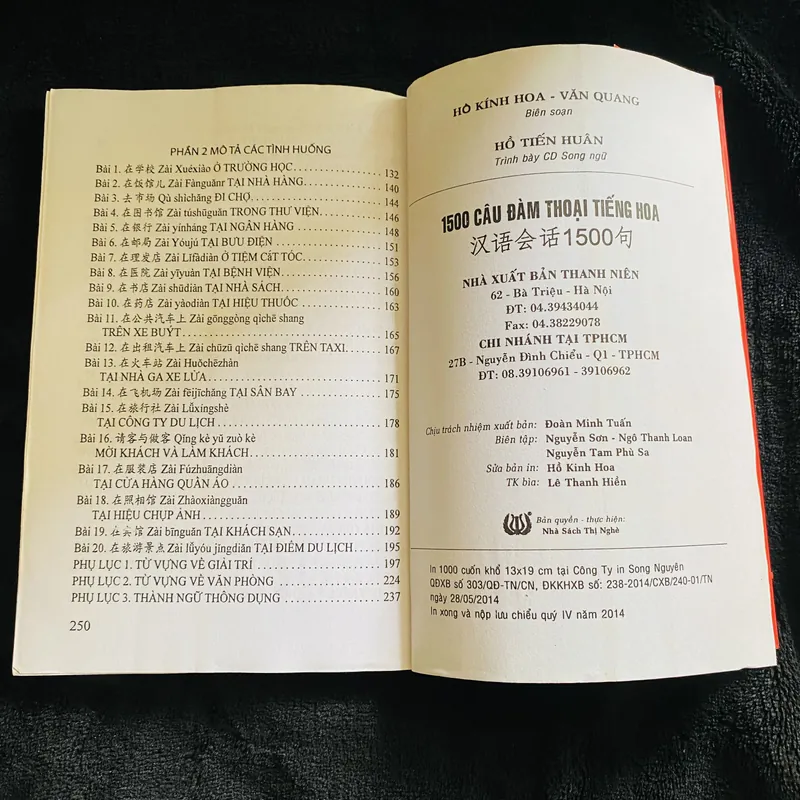 PHẦN 2 MÔ TẢ CÁC TÌNH HUỐNG
Bài 1. 在学校 Zài Xuéxiào Ở TRƯỜNG HỌC 132
Bài 2. 在饭馆儿 Zài Fànguǎnr TẠI NHÀ HÀNG 140
Bài 3. 去市场 Qù shìchǎng ĐI CHỢ 144
Bài 4. 在图书馆 Zài túshūguǎn TRONG THƯ VIỆN 146
Bài 5. 在银行 Zài yínháng TẠI NGÂN HÀNG 148
Bài 6. 在邮局 Zài Yóujú TẠI BƯU ĐIỆN 151
Bài 7. 在理发店 Zài Lǐfàdiàn Ở TIỆM CẮT TÓC 153
Bài 8. 在医院 Zài yīyuàn TẠI BỆNH VIỆN 156
Bài 9. 在书店 Zài shūdiàn TẠI NHÀ SÁCH 160
Bài 10. 在药店 Zài yàodiàn TẠI HIỆU THUỐC 163
Bài 11. 在公共汽车上 Zài gōnggòng qìchē shang
TRÊN XE BUÝT 165
Bài 12. 在出租汽车上 Zài chūzū qìchē shang TRÊN TAXI 167
Bài 13. 在火车站 Zài Huǒchēzhàn
TẠI NHÀ GA XE LỬA 171
Bài 14. 在飞机场 Zài fēijīchǎng TẠI SÂN BAY 175
Bài 15. 在旅行社 Zài Lǚxíngshè
TẠI CÔNG TY DU LỊCH 178
Bài 16. 请客与做客 Qǐng kè yǔ zuò kè
MỜI KHÁCH VÀ LÀM KHÁCH 181
Bài 17. 在服装店 Zài Fúzhuāngdiàn
TẠI CỬA HÀNG QUẦN ÁO 186
Bài 18. 在照相馆 Zài Zhàoxiàngguǎn
TẠI HIỆU CHỤP ẢNH 189
Bài 19. 在宾馆 Zài bīnguǎn TẠI KHÁCH SẠN 192
Bài 20. 在旅游景点 Zài lǚyóu jǐngdiǎn TẠI ĐIỂM DU LỊCH 195
PHỤ LỤC 1. TỪ VỰNG VỀ GIẢI TRÍ 197
PHỤ LỤC 2. TỪ VỰNG VỀ VĂN PHÒNG 224
PHỤ LỤC 3. THÀNH NGỮ THÔNG DỤNG 237
250
HỒ KÍNH HOA - VĂN QUANG
Biên soạn
HỒ TIẾN HUÂN
Trình bày CD Song ngữ
1500 CÂU ĐÀM THOẠI TIẾNG HOA
汉语会话1500句
NHÀ XUẤT BẢN THANH NIÊN
62 - Bà Triệu - Hà Nội
ĐT: 04.39434044
Fax: 04.38229078
CHI NHÁNH TẠI TPHCM
27B - Nguyễn Đình Chiểu - Q1 - TPHCM
ĐT: 08.39106961 - 39106962
Chịu trách nhiệm xuất bản: Đoàn Minh Tuấn
Biên tập: Nguyễn Sơn - Ngô Thanh Loan
Nguyễn Tam Phù Sa
Sửa bản in: Hồ Kinh Hoa
TK bìa: Lê Thanh Hiền
Bản quyền - thực hiện:
Nhà Sách Thị Nghè
In 1000 cuốn khổ 13x19 cm tại Công Ty in Song Nguyên
QĐXB số 303/QĐ-TN/CN, ĐKKHXB số: 238-2014/CXB/240-01/TN
ngày 28/05/2014
In xong và nộp lưu chiểu quý IV năm 2014